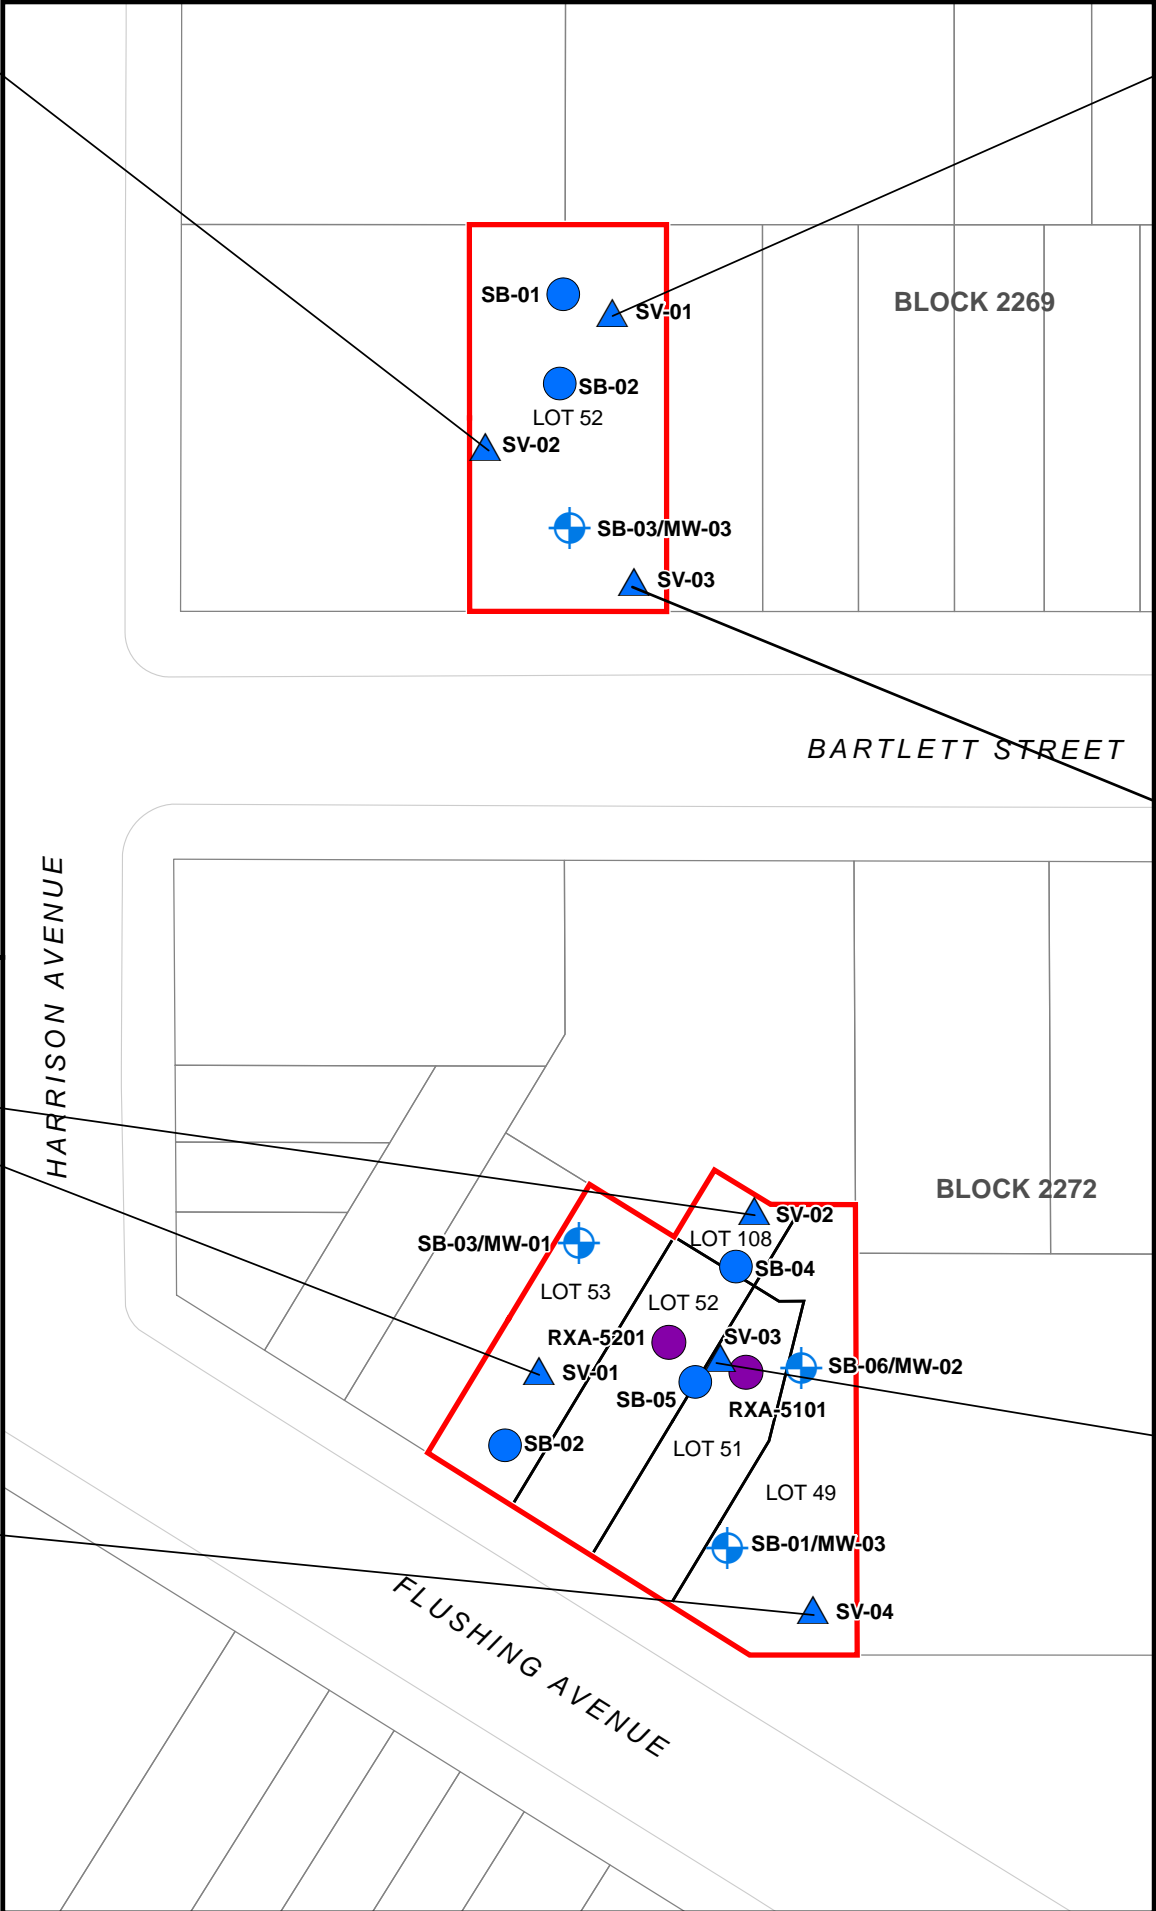 SB-01
SV-01
BLOCK 2269
SB-02
LOT 52
SV-02
SB-03/MW-03
SV-03
BARTLETT STREET
HARRISON AVENUE
BLOCK 2272
SV-02
LOT 108
SB-03/MW-01
SB-04
LOT 53
LOT 52
RXA-5201
SV-03
SB-06/MW-02
SV-01
SB-05
RXA-5101
SB-02
LOT 51
LOT 49
SB-01/MW-03
SV-04
FLUSHING AVENUE